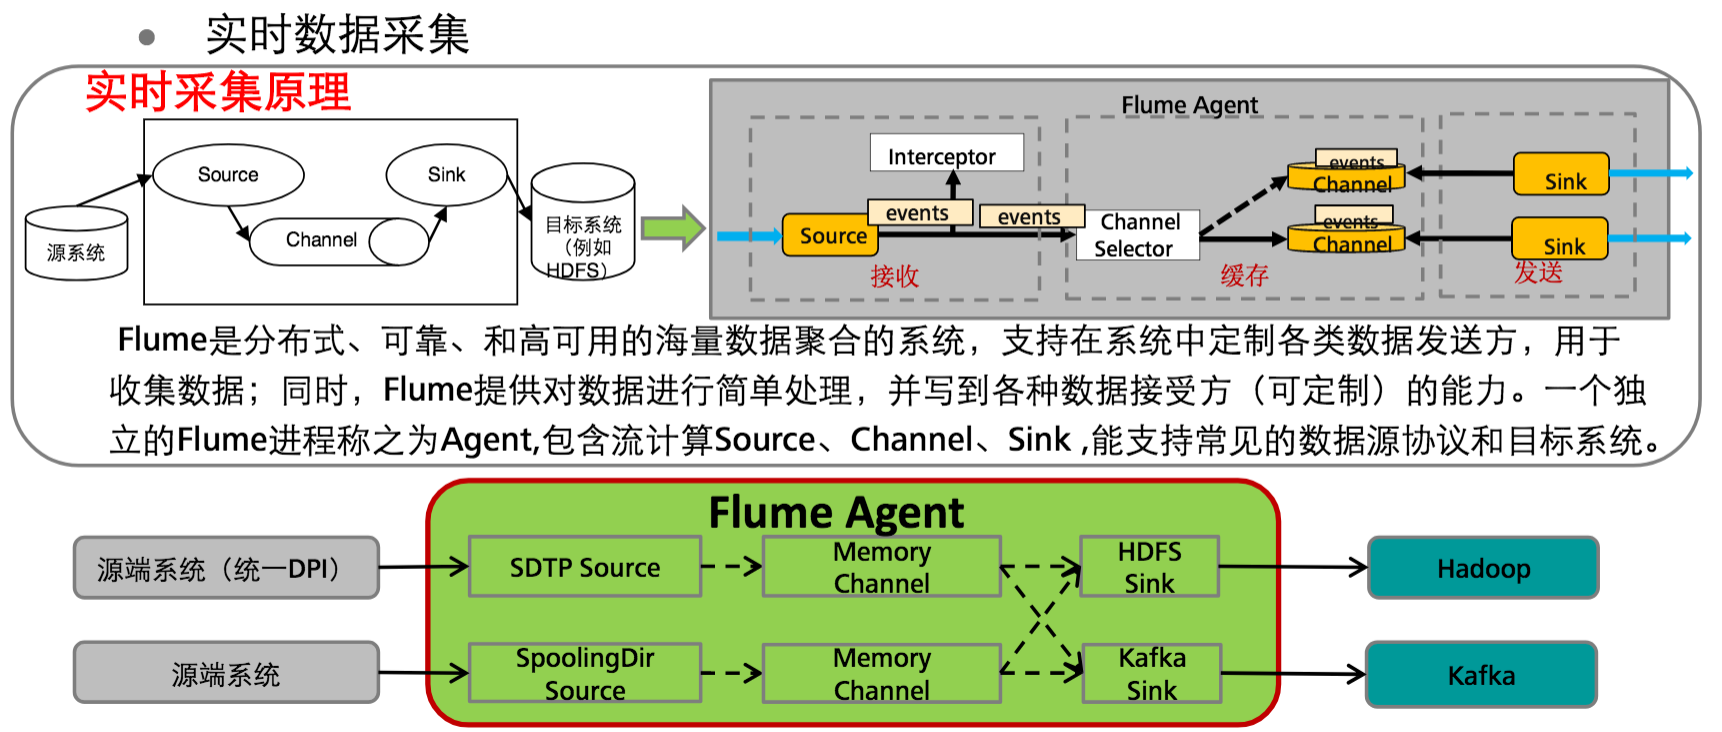 实时数据采集
实时采集原理
Source
Sink
Channel
源系统
目标系统
（例如
HDFS）
Flume Agent
Interceptor
events
events
Source
接收
Channel
Selector
events
Channel
events
Channel
缓存
Sink
Sink
发送
Flume是分布式、可靠、和高可用的海量数据聚合的系统，支持在系统中定制各类数据发送方，用于
收集数据；同时，Flume提供对数据进行简单处理，并写到各种数据接受方（可定制）的能力。一个独
立的Flume进程称之为Agent,包含流计算Source、Channel、Sink ,能支持常见的数据源协议和目标系统。
Flume Agent
源端系统（统一DPI）
SDTP Source
Memory
Channel
HDFS
Sink
Hadoop
源端系统
SpoolingDir
Source
Memory
Channel
Kafka
Sink
Kafka